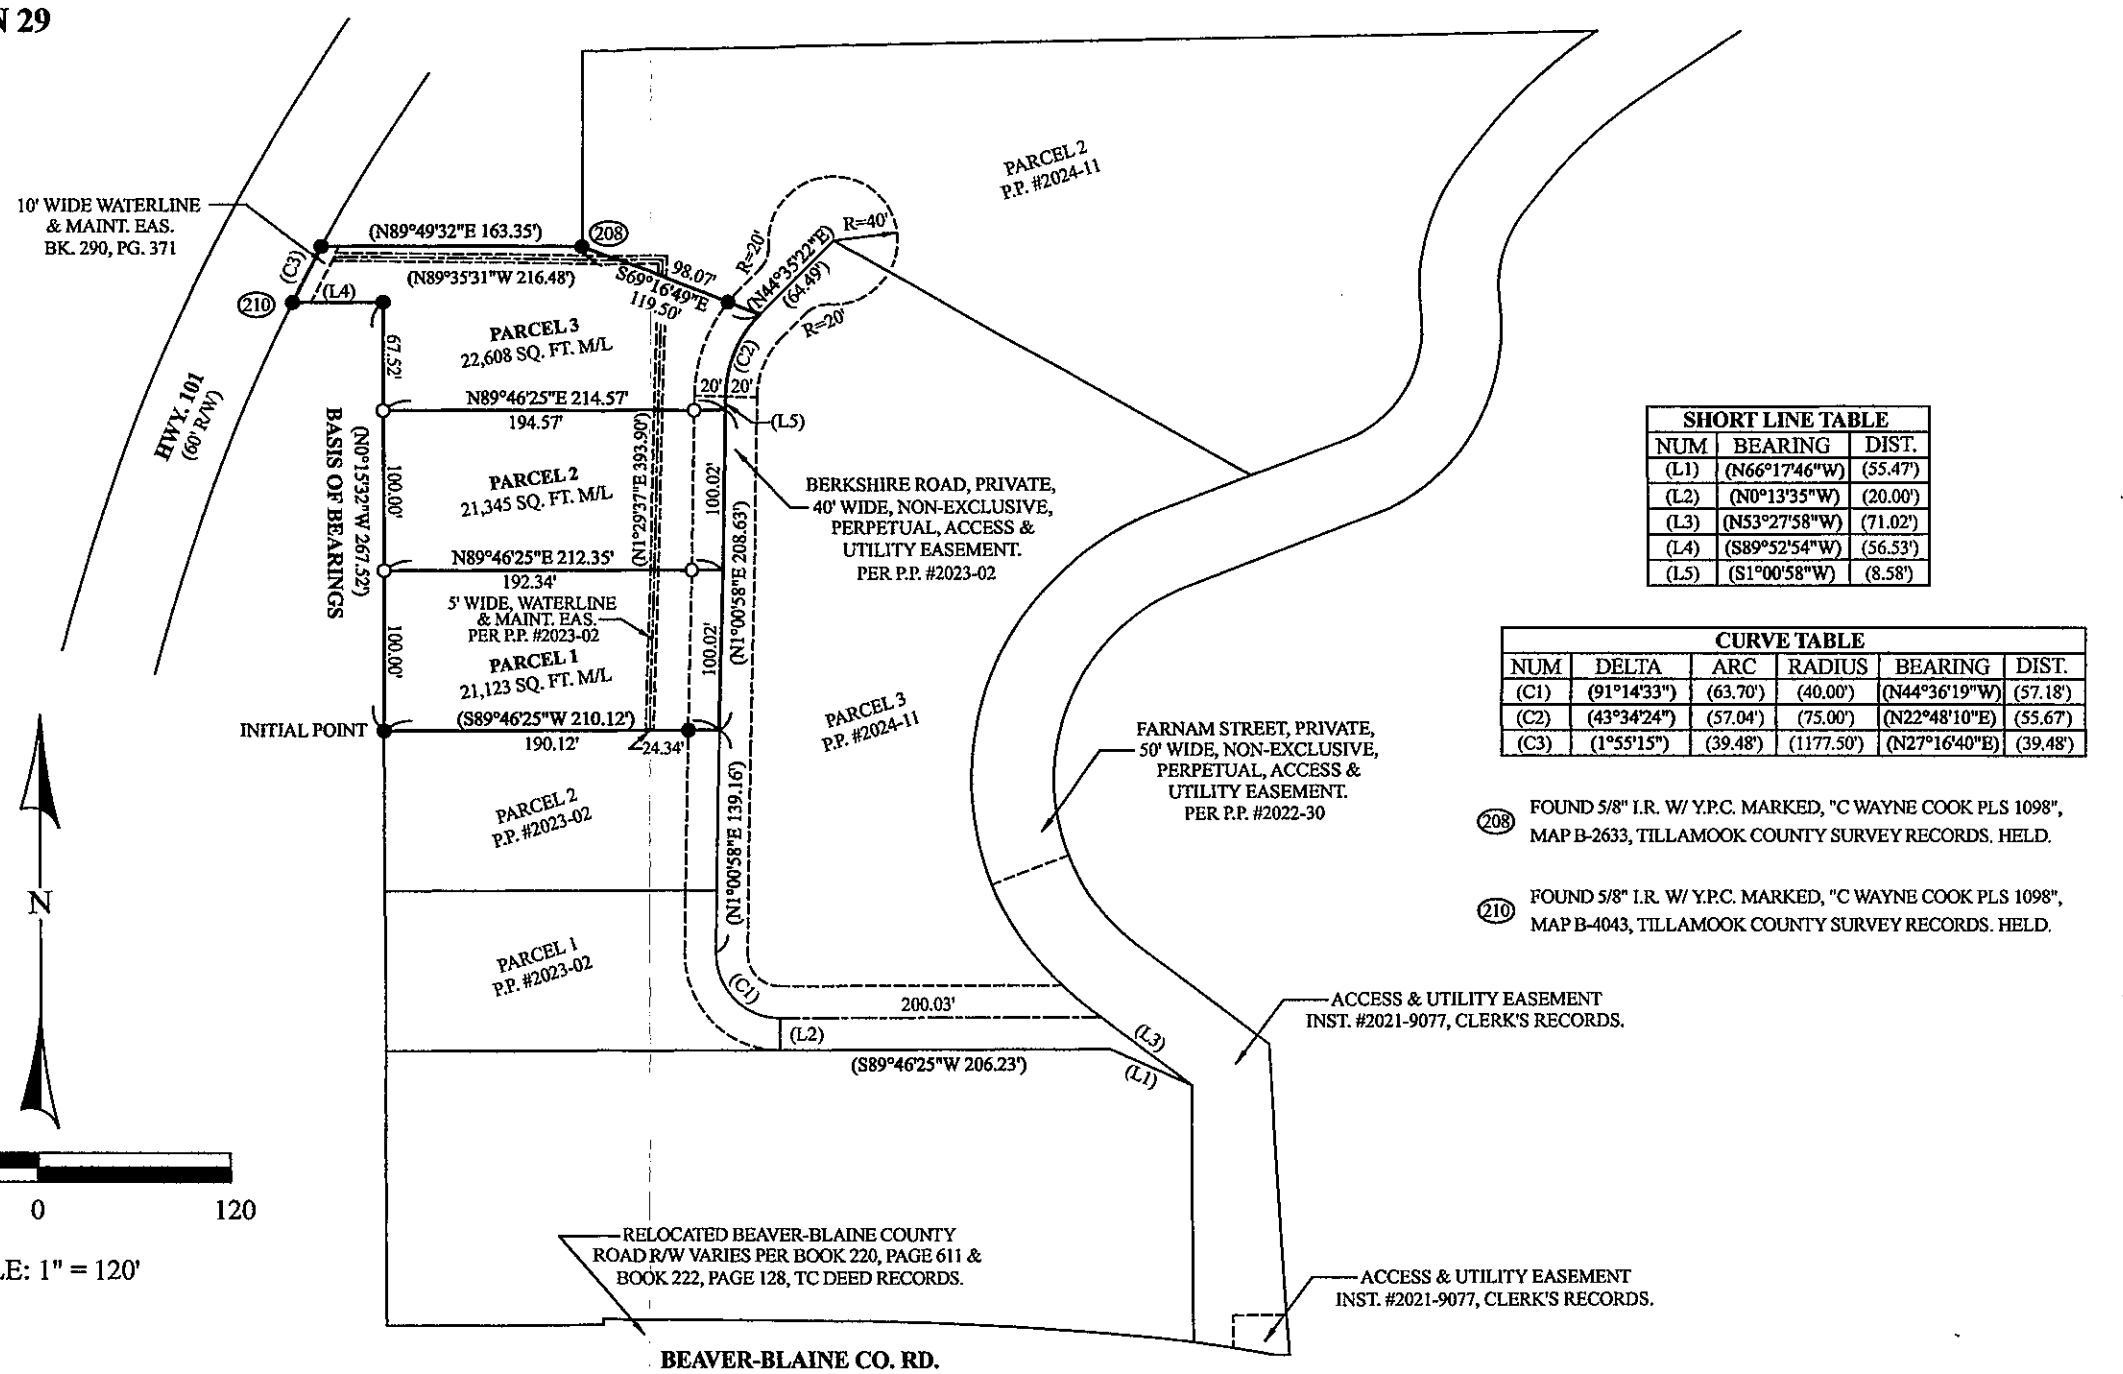 N 29
10' WIDE WATERLINE
& MAINT. EAS.
BK. 290, PG. 371
(C3)
(N89°49'32"E 163.35')
208
(N89°35'31"W 216.48')
(L4)
210
98.07'
S69°16'49"E
119.50'
R=20'
(N44°35'22"E)
(64.49')
R=40'
R=20'
PARCEL 2
P.P. #2024-11
HWY. 101
(60' R/W)
67.52'
PARCEL 3
22,608 SQ. FT. M/L
(C2)
20' 20'
N89°46'25"E 214.57'
194.57'
(L5)
BASIS OF BEARINGS
(N0°15'32"W 267.52')
100.00'
PARCEL 2
21,345 SQ. FT. M/L
(N1°29'37"E 393.90')
100.02'
(N1°00'58"E 208.63')
BERKSHIRE ROAD, PRIVATE,
40' WIDE, NON-EXCLUSIVE,
PERPETUAL, ACCESS &
UTILITY EASEMENT.
PER P.P. #2023-02
N89°46'25"E 212.35'
192.34'
5' WIDE, WATERLINE
& MAINT. EAS.
PER P.P. #2023-02
100.00'
PARCEL 1
21,123 SQ. FT. M/L
100.02'
INITIAL POINT
(S89°46'25"W 210.12')
190.12'
24.34'
PARCEL 3
P.P. #2024-11
FARNAM STREET, PRIVATE,
50' WIDE, NON-EXCLUSIVE,
PERPETUAL, ACCESS &
UTILITY EASEMENT.
PER P.P. #2022-30
PARCEL 2
P.P. #2023-02
(N1°00'58"E 139.16')
PARCEL 1
P.P. #2023-02
(C1)
200.03'
(L2)
(L3)
(S89°46'25"W 206.23')
(L1)
ACCESS & UTILITY EASEMENT
INST. #2021-9077, CLERK'S RECORDS.
N
0 120
LE: 1" = 120'
RELOCATED BEAVER-BLAINE COUNTY
ROAD R/W VARIES PER BOOK 220, PAGE 611 &
BOOK 222, PAGE 128, TC DEED RECORDS.
BEAVER-BLAINE CO. RD.
ACCESS & UTILITY EASEMENT
INST. #2021-9077, CLERK'S RECORDS.
SHORT LINE TABLE
NUM BEARING DIST.
(L1) (N66°17'46"W) (55.47')
(L2) (N0°13'35"W) (20.00')
(L3) (N53°27'58"W) (71.02')
(L4) (S89°52'54"W) (56.53')
(L5) (S1°00'58"W) (8.58')
CURVE TABLE
NUM DELTA ARC RADIUS BEARING DIST.
(C1) (91°14'33") (63.70') (40.00') (N44°36'19"W) (57.18')
(C2) (43°34'24") (57.04') (75.00') (N22°48'10"E) (55.67')
(C3) (1°55'15") (39.48') (1177.50') (N27°16'40"E) (39.48')
208 FOUND 5/8" I.R. W/ Y.P.C. MARKED, "C WAYNE COOK PLS 1098",
MAP B-2633, TILLAMOOK COUNTY SURVEY RECORDS. HELD.
210 FOUND 5/8" I.R. W/ Y.P.C. MARKED, "C WAYNE COOK PLS 1098",
MAP B-4043, TILLAMOOK COUNTY SURVEY RECORDS. HELD.